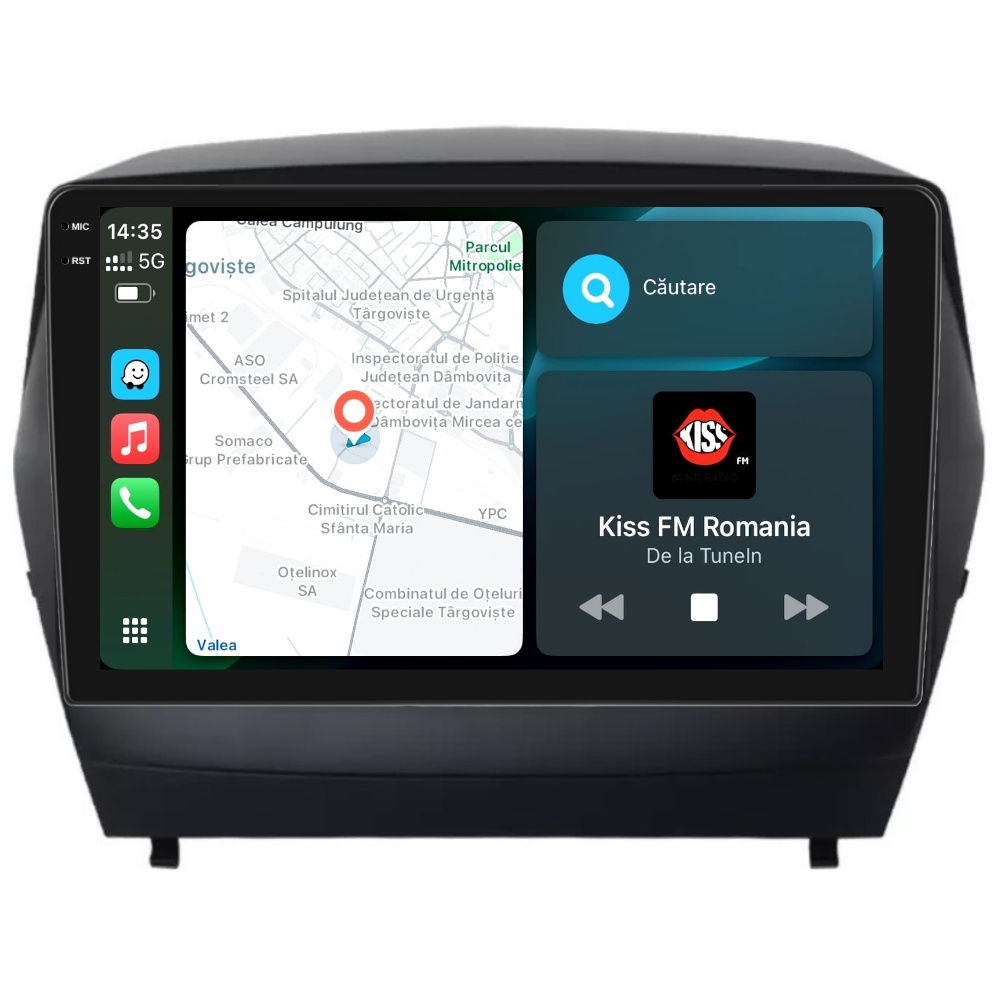 MIC
RST
14:35
5G
Calea Câmpulung
goviște
Parcul
Mitropoliei
Spitalul Județean de Urgență
Târgoviște
imet 2
ASO
Cromsteel SA
Inspectoratul de Poliție
Județean Dâmbovița
ectoratul de Jandarm
Dâmbovița Mircea ce
Somaco
Grup Prefabricate
Cimitirul Catolic
Sfânta Maria
YPC
Oțelinox
SA
Combinatul de Oțeluri
Speciale Târgoviște
Valea
Căutare
KISS
FM
Kiss FM Romania
De la TuneIn